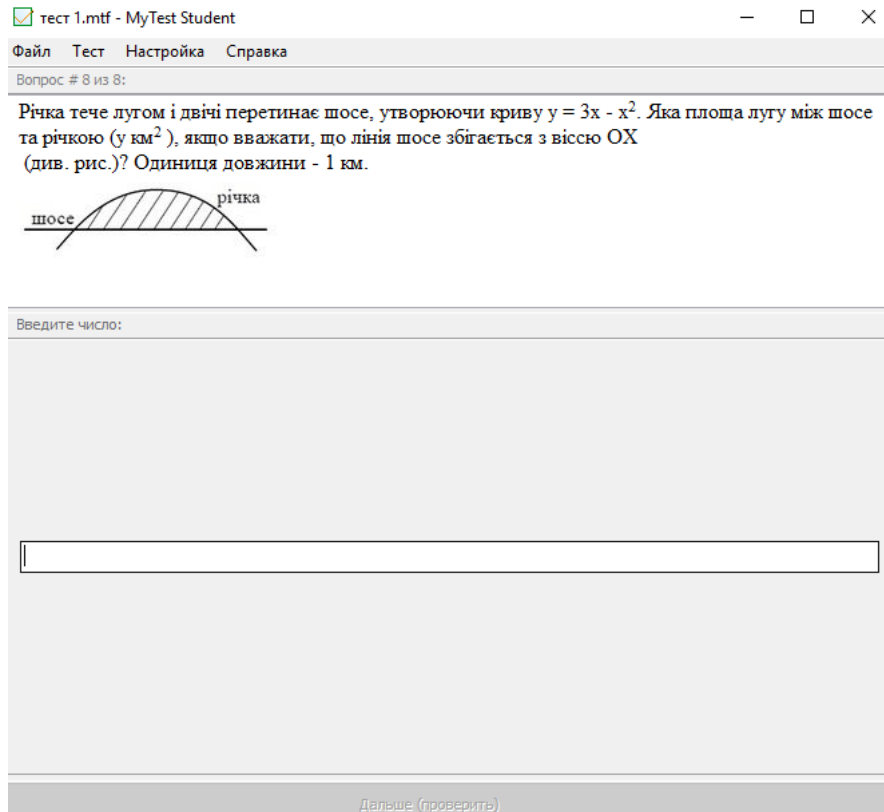 тест 1.mtf - MyTest Student
Файл Тест Настройка Справка
Вопрос # 8 из 8:
Річка тече лугом і двічі перетинає шосе, утворюючи криву y = 3x - x². Яка площа лугу між шосе
та річкою (у км² ), якщо вважати, що лінія шосе збігається з віссю OX
(див. рис.)? Одиниця довжини - 1 км.
річка
шосе
Введите число:
Дальше (проверить)